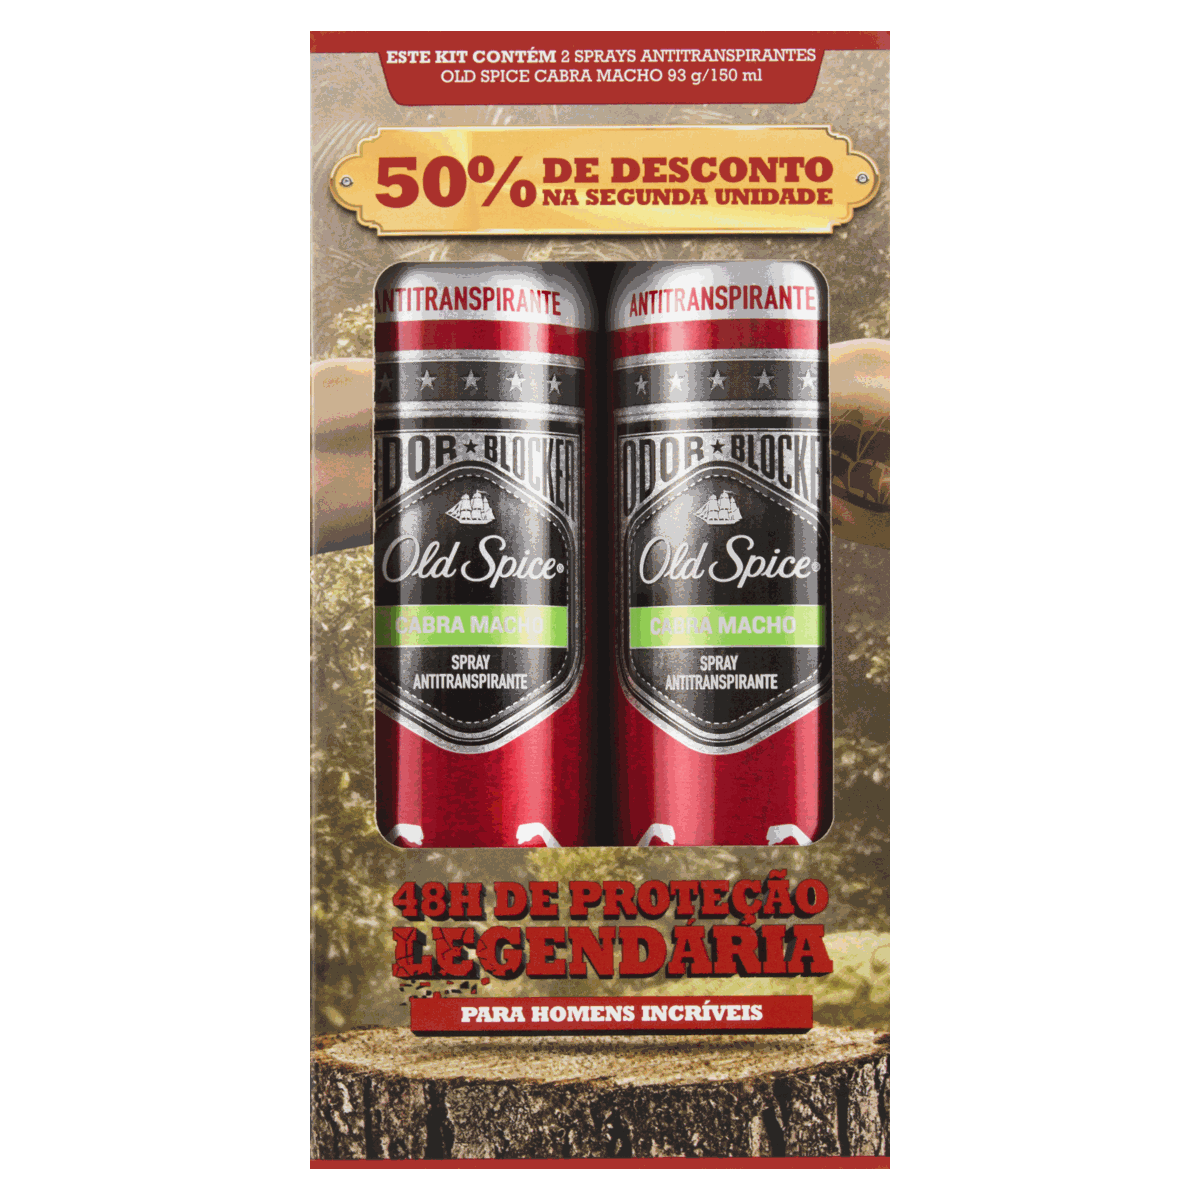 ESTE KIT CONTÉM 2 SPRAYS ANTITRANSPIRANTES
OLD SPICE CABRA MACHO 93 g/150 ml
50% DE DESCONTO
NA SEGUNDA UNIDADE
ANTITRANSPIRANTE
ODOR ★ BLOCKER
Old Spice®
CABRA MACHO
SPRAY
ANTITRANSPIRANTE
ANTITRANSPIRANTE
ODOR ★ BLOCKER
Old Spice®
CABRA MACHO
SPRAY
ANTITRANSPIRANTE
48H DE PROTEÇÃO
LEGENDÁRIA
PARA HOMENS INCRÍVEIS